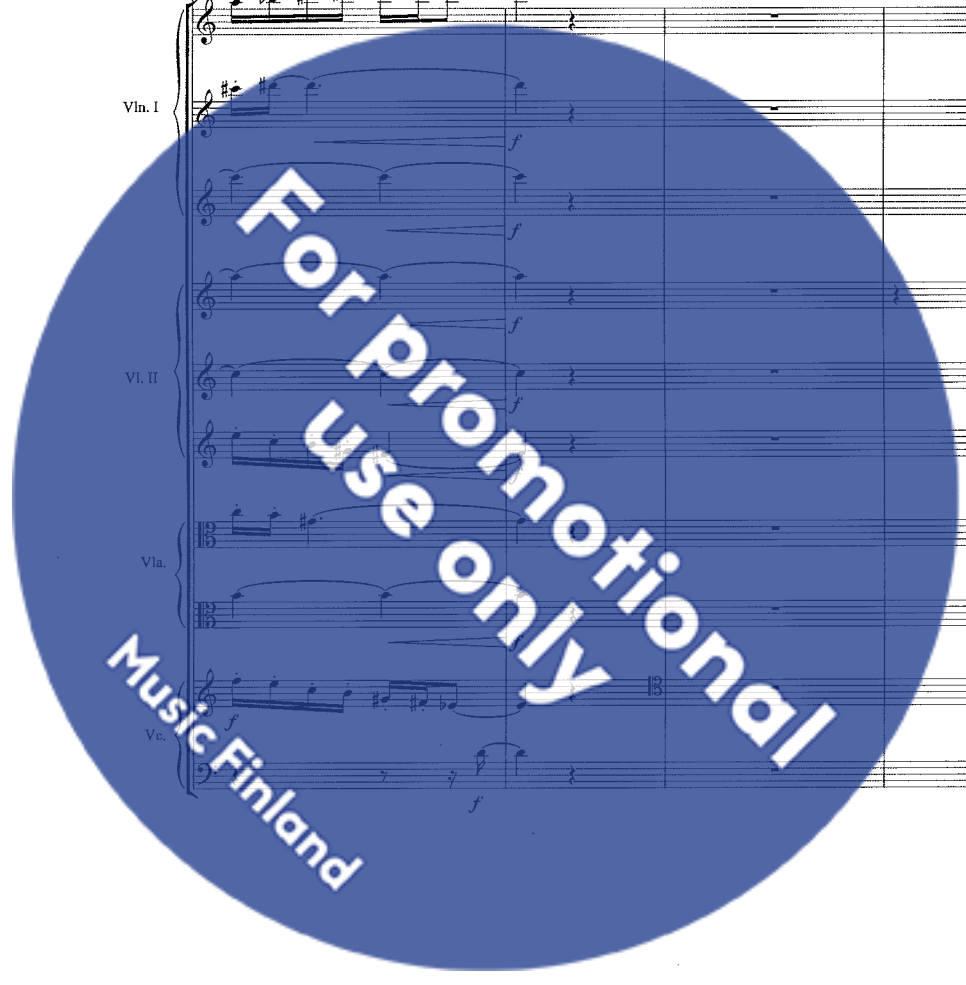 Vln. I
f
f
f
Vl. II
f
Vla.
f
Vc.
f
For promotional
use only
Music Finland